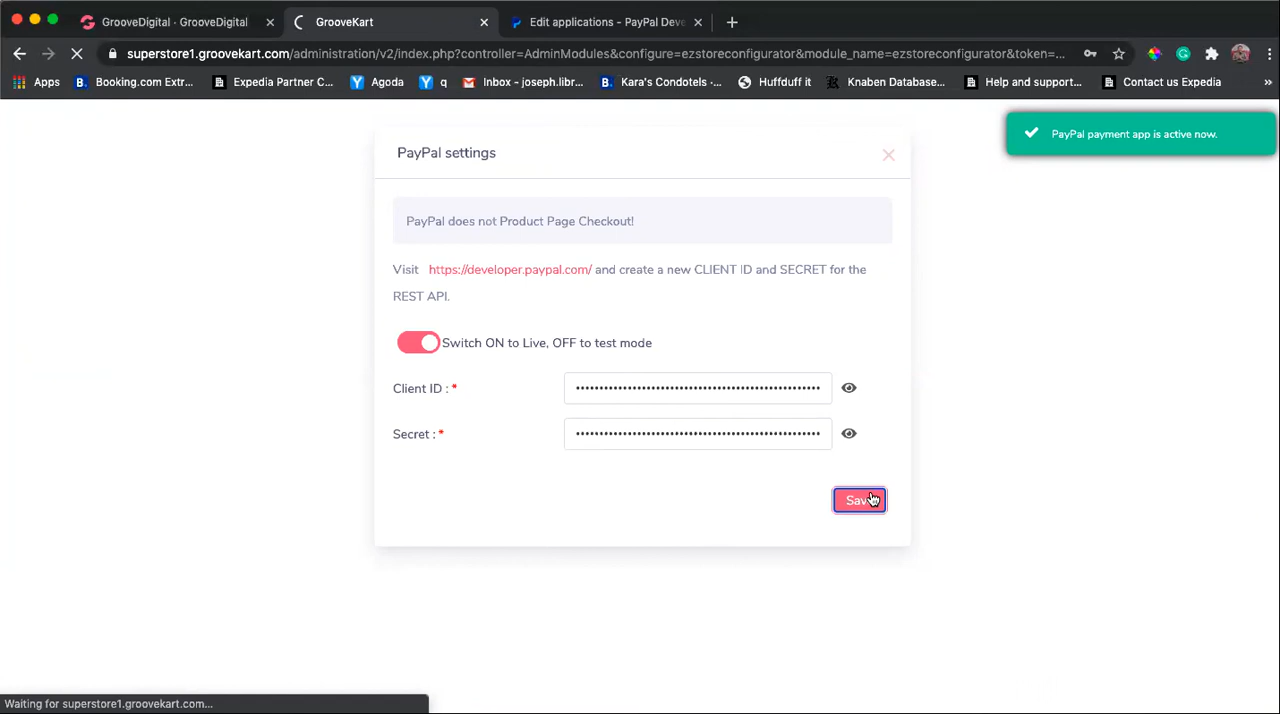 GrooveDigital · GrooveDigital
GrooveKart
Edit applications - PayPal Deve
superstore1.groovekart.com/administration/v2/index.php?controller=AdminModules&configure=ezstoreconfigurator&module_name=ezstoreconfigurator&token=...
Apps
Booking.com Extr...
Expedia Partner C...
Agoda
q
Inbox - joseph.libr...
Kara's Condotels -...
Huffduff it
Knaben Database...
Help and support...
Contact us Expedia
»
PayPal payment app is active now.
PayPal settings
PayPal does not Product Page Checkout!
Visit https://developer.paypal.com/ and create a new CLIENT ID and SECRET for the
REST API.
Switch ON to Live, OFF to test mode
Client ID : *
Secret : *
Waiting for superstore1.groovekart.com...